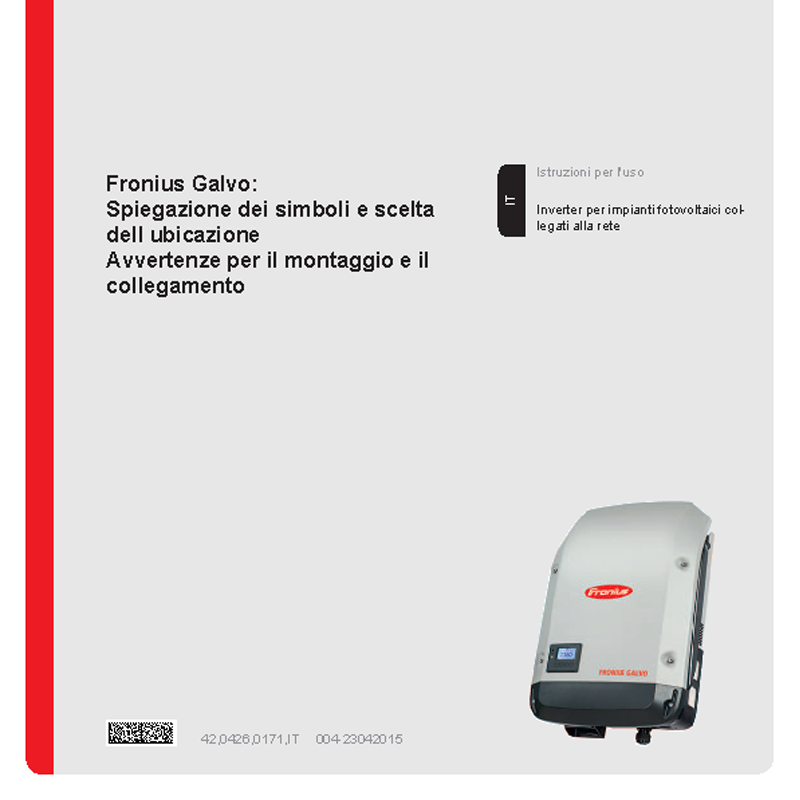 Fronius Galvo:
Spiegazione dei simboli e scelta
dell ubicazione
Avvertenze per il montaggio e il
collegamento
IT
Istruzioni per l'uso
Inverter per impianti fotovoltaici col-
legati alla rete
Fronius
FRONIUS GALVO
42,0426,0171,IT 004-23042015